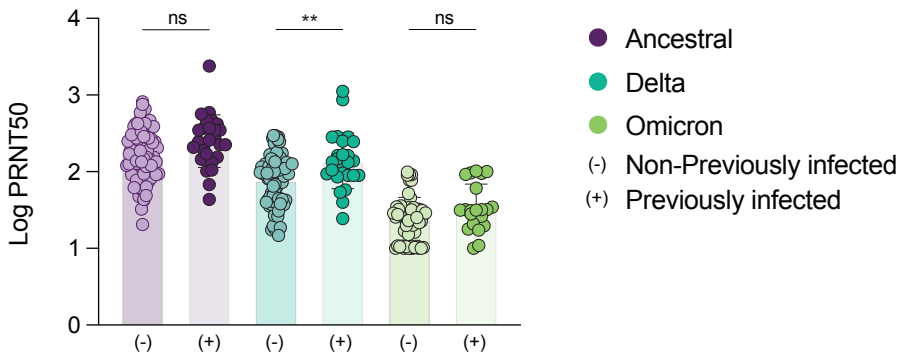 ns
**
ns
Log PRNT50
4
3
2
1
0
(-)
(+)
(-)
(+)
(-)
(+)
Ancestral
Delta
Omicron
(-) Non-Previously infected
(+) Previously infected